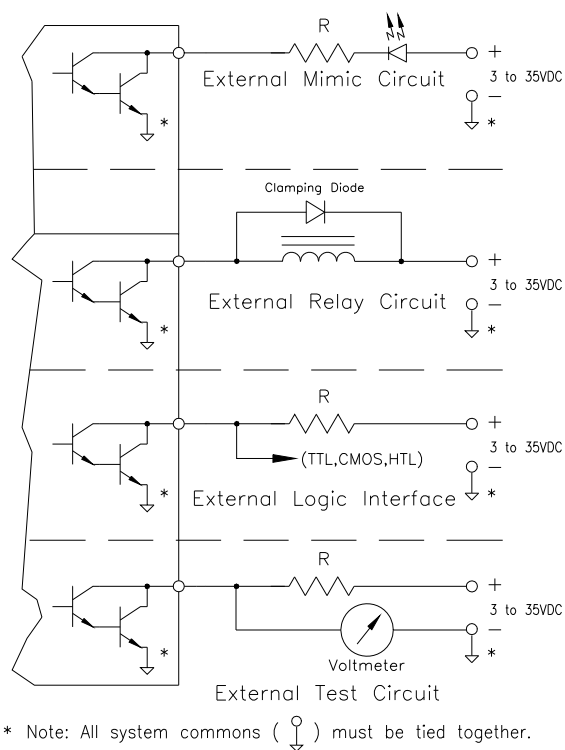 R
External Mimic Circuit
+
3 to 35VDC
−
*
*
Clamping Diode
+
3 to 35VDC
External Relay Circuit
−
*
*
R
+
3 to 35VDC
(TTL,CMOS,HTL)
−
External Logic Interface
*
*
R
+
3 to 35VDC
−
Voltmeter
*
*
External Test Circuit
* Note: All system commons ( ) must be tied together.